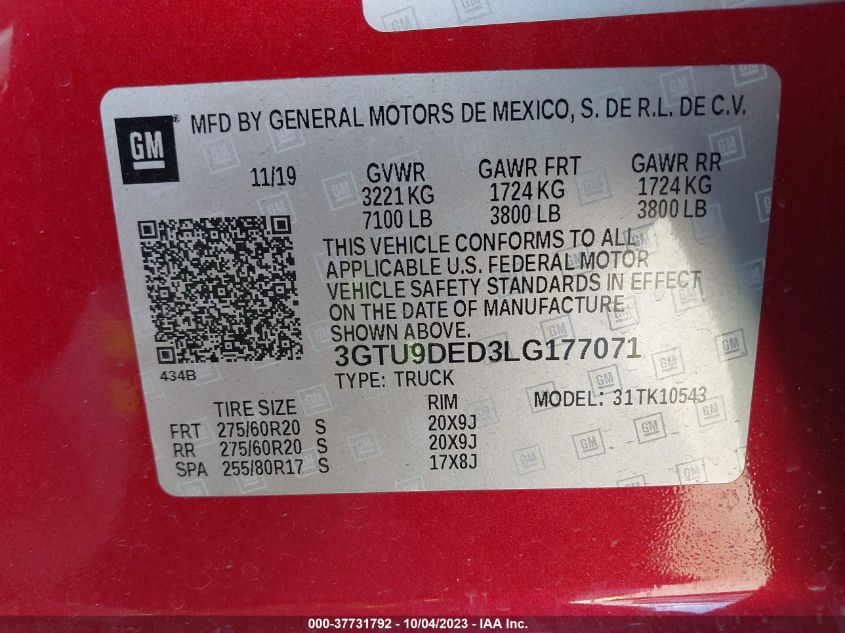 GM
MFD BY GENERAL MOTORS DE MEXICO, S. DE R.L. DE C.V.
11/19 GVWR GAWR FRT GAWR RR
3221 KG 1724 KG 1724 KG
7100 LB 3800 LB 3800 LB
THIS VEHICLE CONFORMS TO ALL
APPLICABLE U.S. FEDERAL MOTOR
VEHICLE SAFETY STANDARDS IN EFFECT
ON THE DATE OF MANUFACTURE
SHOWN ABOVE.
3GTU9DED3LG177071
434B
TYPE: TRUCK
TIRE SIZE RIM MODEL: 31TK10543
FRT 275/60R20 S 20X9J
RR 275/60R20 S 20X9J
SPA 255/80R17 S 17X8J
000-37731792 - 10/04/2023 - IAA Inc.